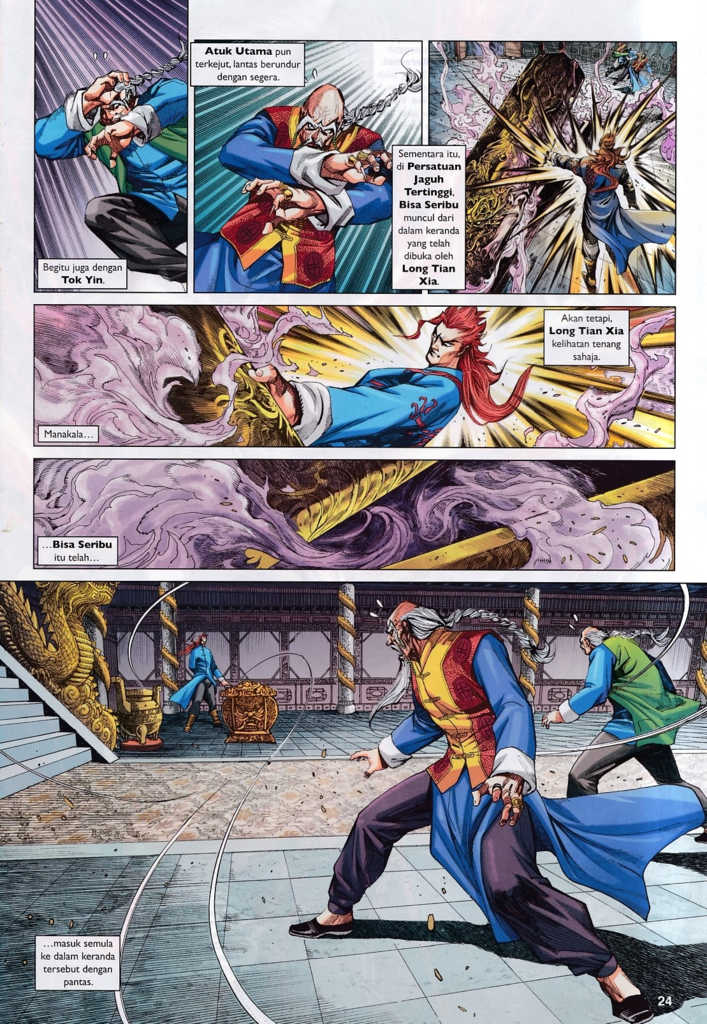 Begitu juga dengan
Tok Yin.
Atuk Utama pun
terkejut, lantas berundur
dengan segera.
Sementara itu,
di Persatuan
Jaguh
Tertinggi,
Bisa Seribu
muncul dari
dalam keranda
yang telah
dibuka oleh
Long Tian
Xia.
Akan tetapi,
Long Tian Xia
kelihatan tenang
sahaja.
Manakala...
...Bisa Seribu
itu telah...
...masuk semula
ke dalam keranda
tersebut dengan
pantas.
24